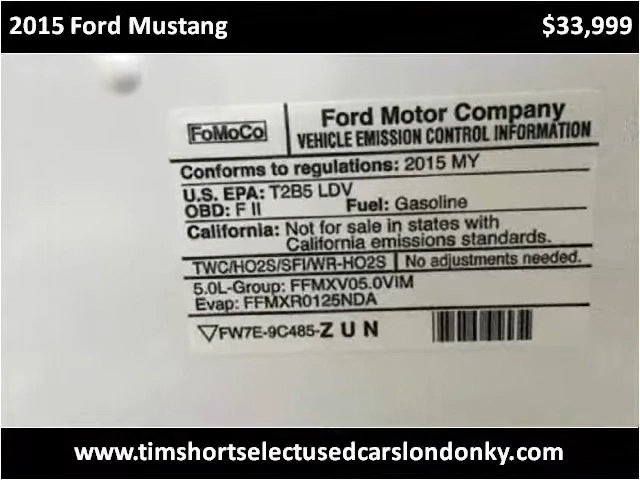 2015 Ford Mustang $33,999
FoMoCo
Ford Motor Company
VEHICLE EMISSION CONTROL INFORMATION
Conforms to regulations: 2015 MY
U.S. EPA: T2B5 LDV
OBD: F II Fuel: Gasoline
California: Not for sale in states with
California emissions standards.
TWC/HO2S/SFI/WR-HO2S No adjustments needed.
5.0L-Group: FFMXV05.0VIM
Evap: FFMXR0125NDA
FW7E-9C485-Z U N
www.timshortselectusedcarslondonky.com